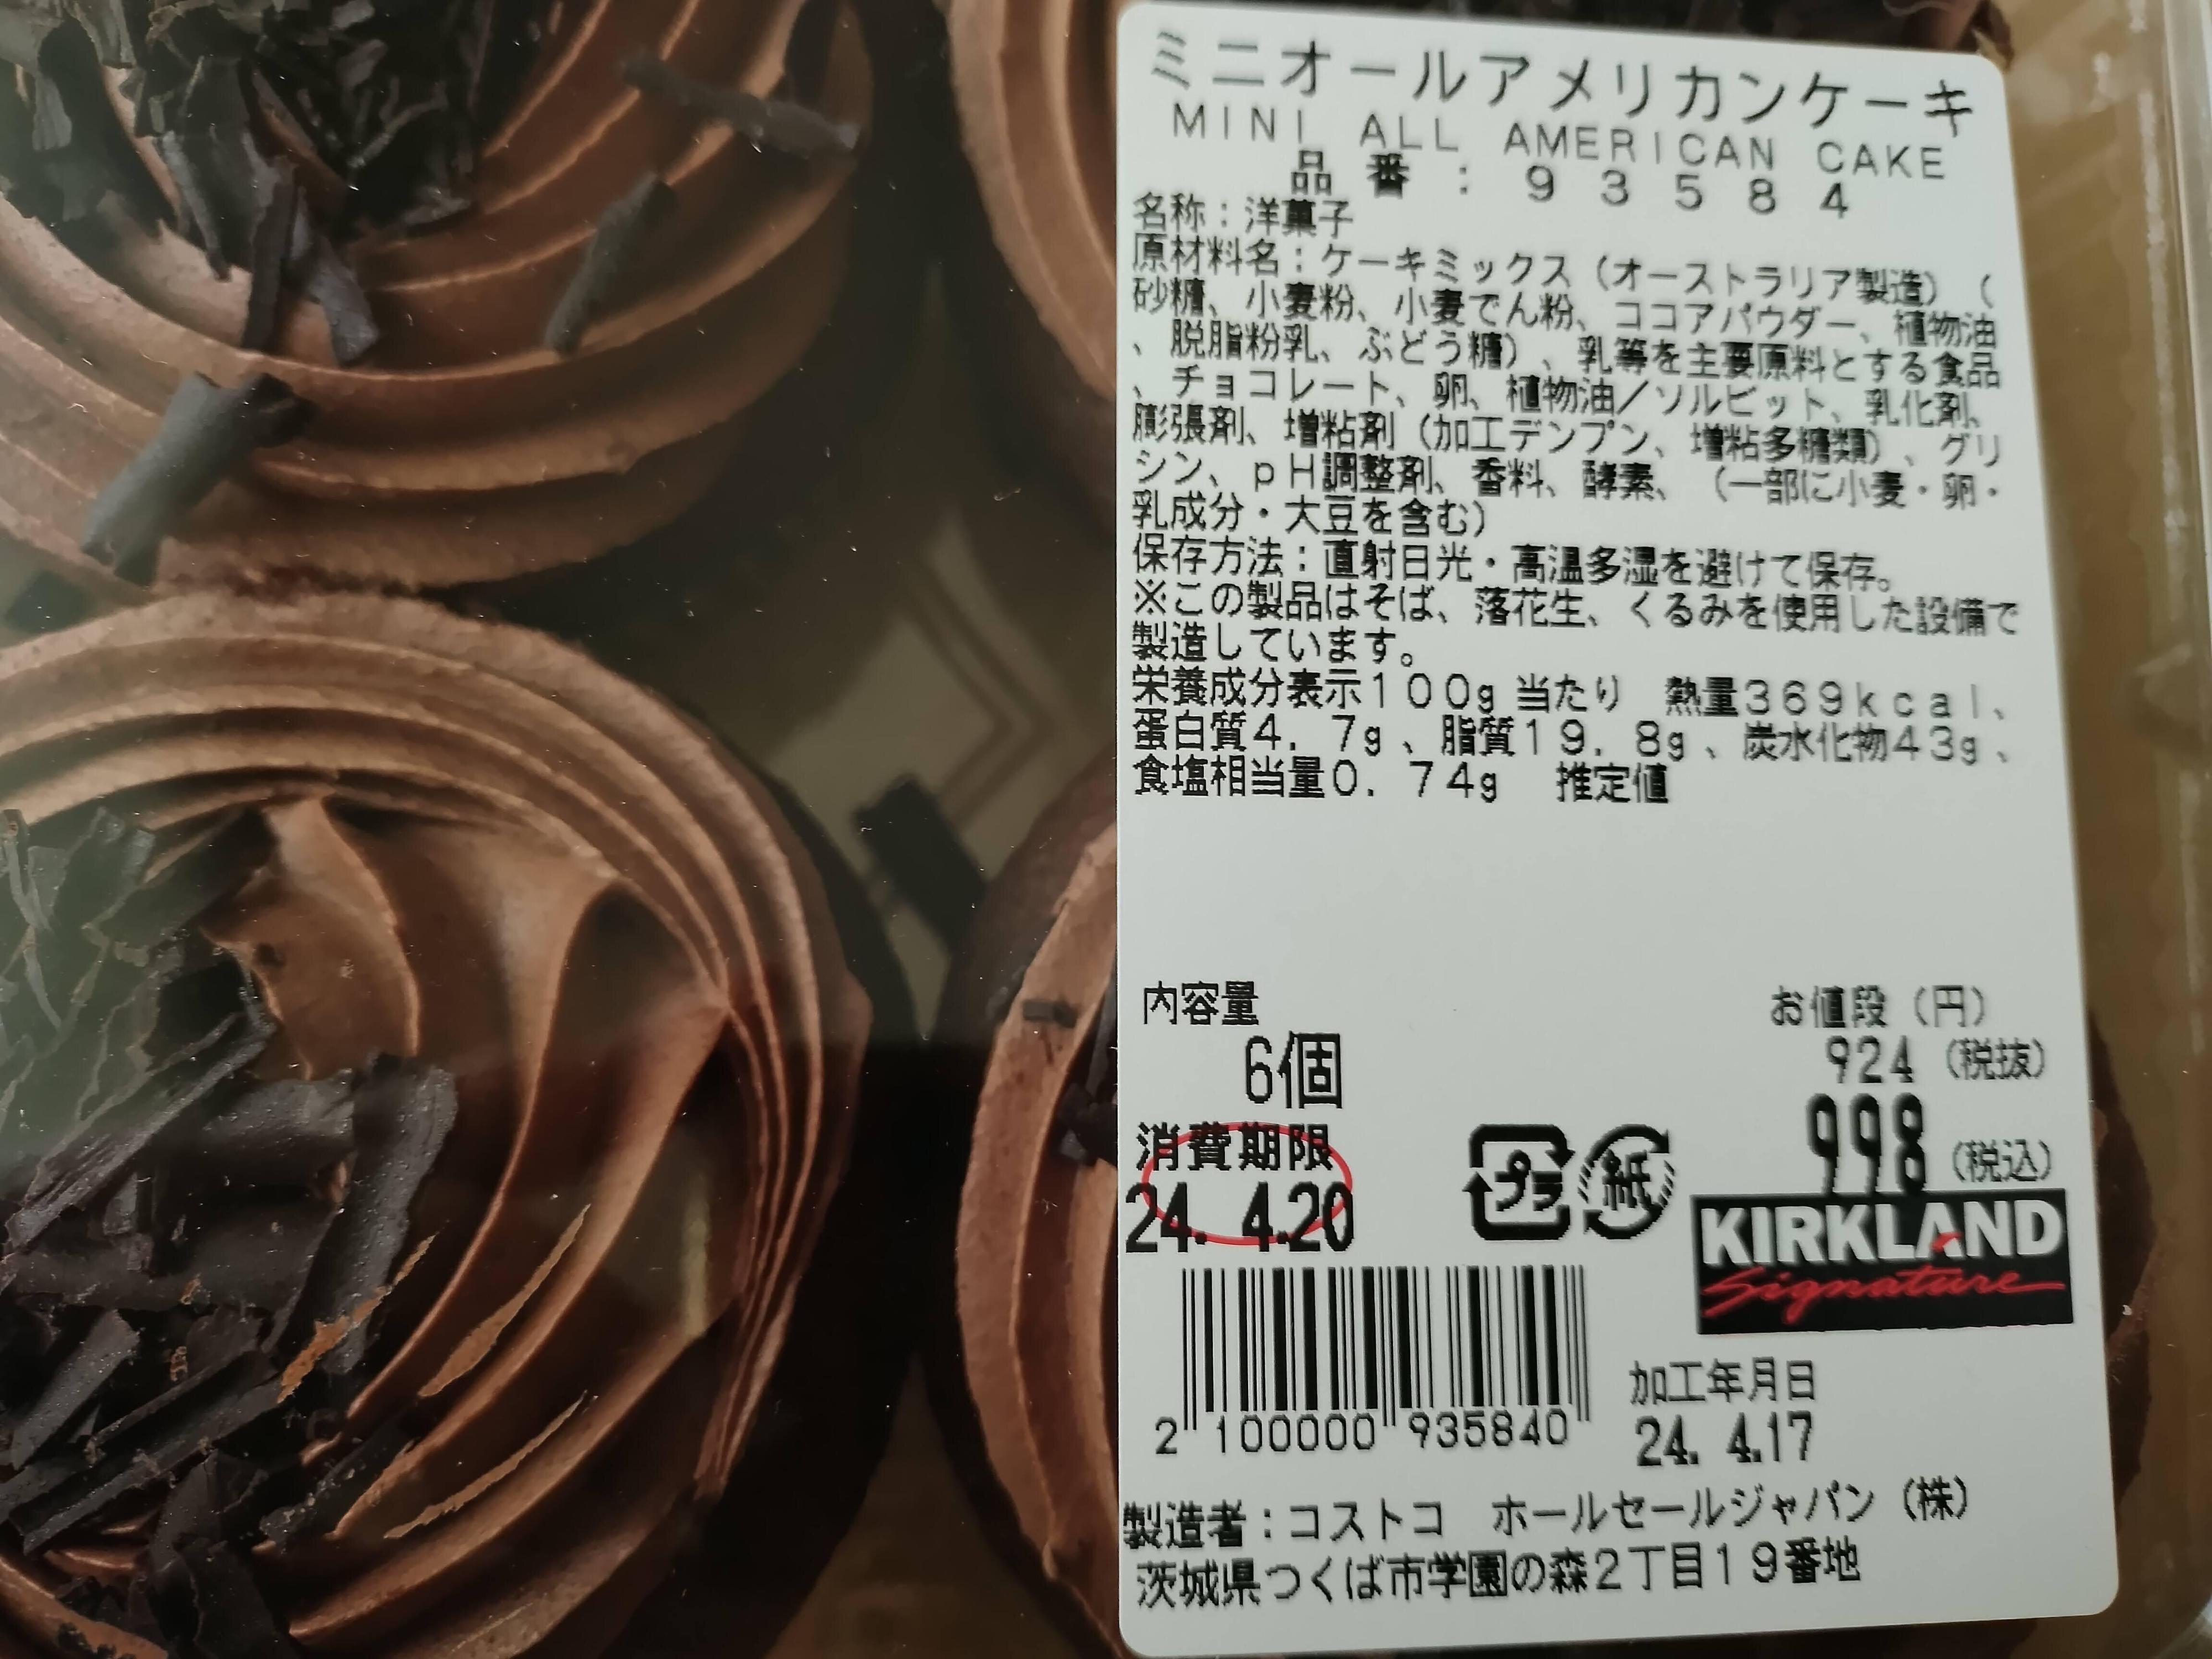 ミニオールアメリカンケーキ
MINI ALL AMERICAN CAKE
品番：93584
名称：洋菓子
原材料名：ケーキミックス（オーストラリア製造）（
砂糖、小麦粉、小麦でん粉、ココアパウダー、植物油
、脱脂粉乳、ぶどう糖）、乳等を主要原料とする食品
、チョコレート、卵、植物油／ソルビット、乳化剤、
膨張剤、増粘剤（加工デンプン、増粘多糖類）、グリ
シン、ｐＨ調整剤、香料、酵素、（一部に小麦・卵・
乳成分・大豆を含む）
保存方法：直射日光・高温多湿を避けて保存。
※この製品はそば、落花生、くるみを使用した設備で
製造しています。
栄養成分表示１００g 当たり　熱量３６９ｋｃａｌ、
蛋白質４．７g、脂質１９．８g、炭水化物４３g、
食塩相当量０．７４g　推定値
内容量
6個
お値段（円）
924（税抜）
998（税込）
消費期限
24. 4.20
プラ
紙
KIRKLAND
Signature
2 100000 935840
加工年月日
24. 4.17
製造者：コストコ　ホールセールジャパン（株）
茨城県つくば市学園の森２丁目１９番地